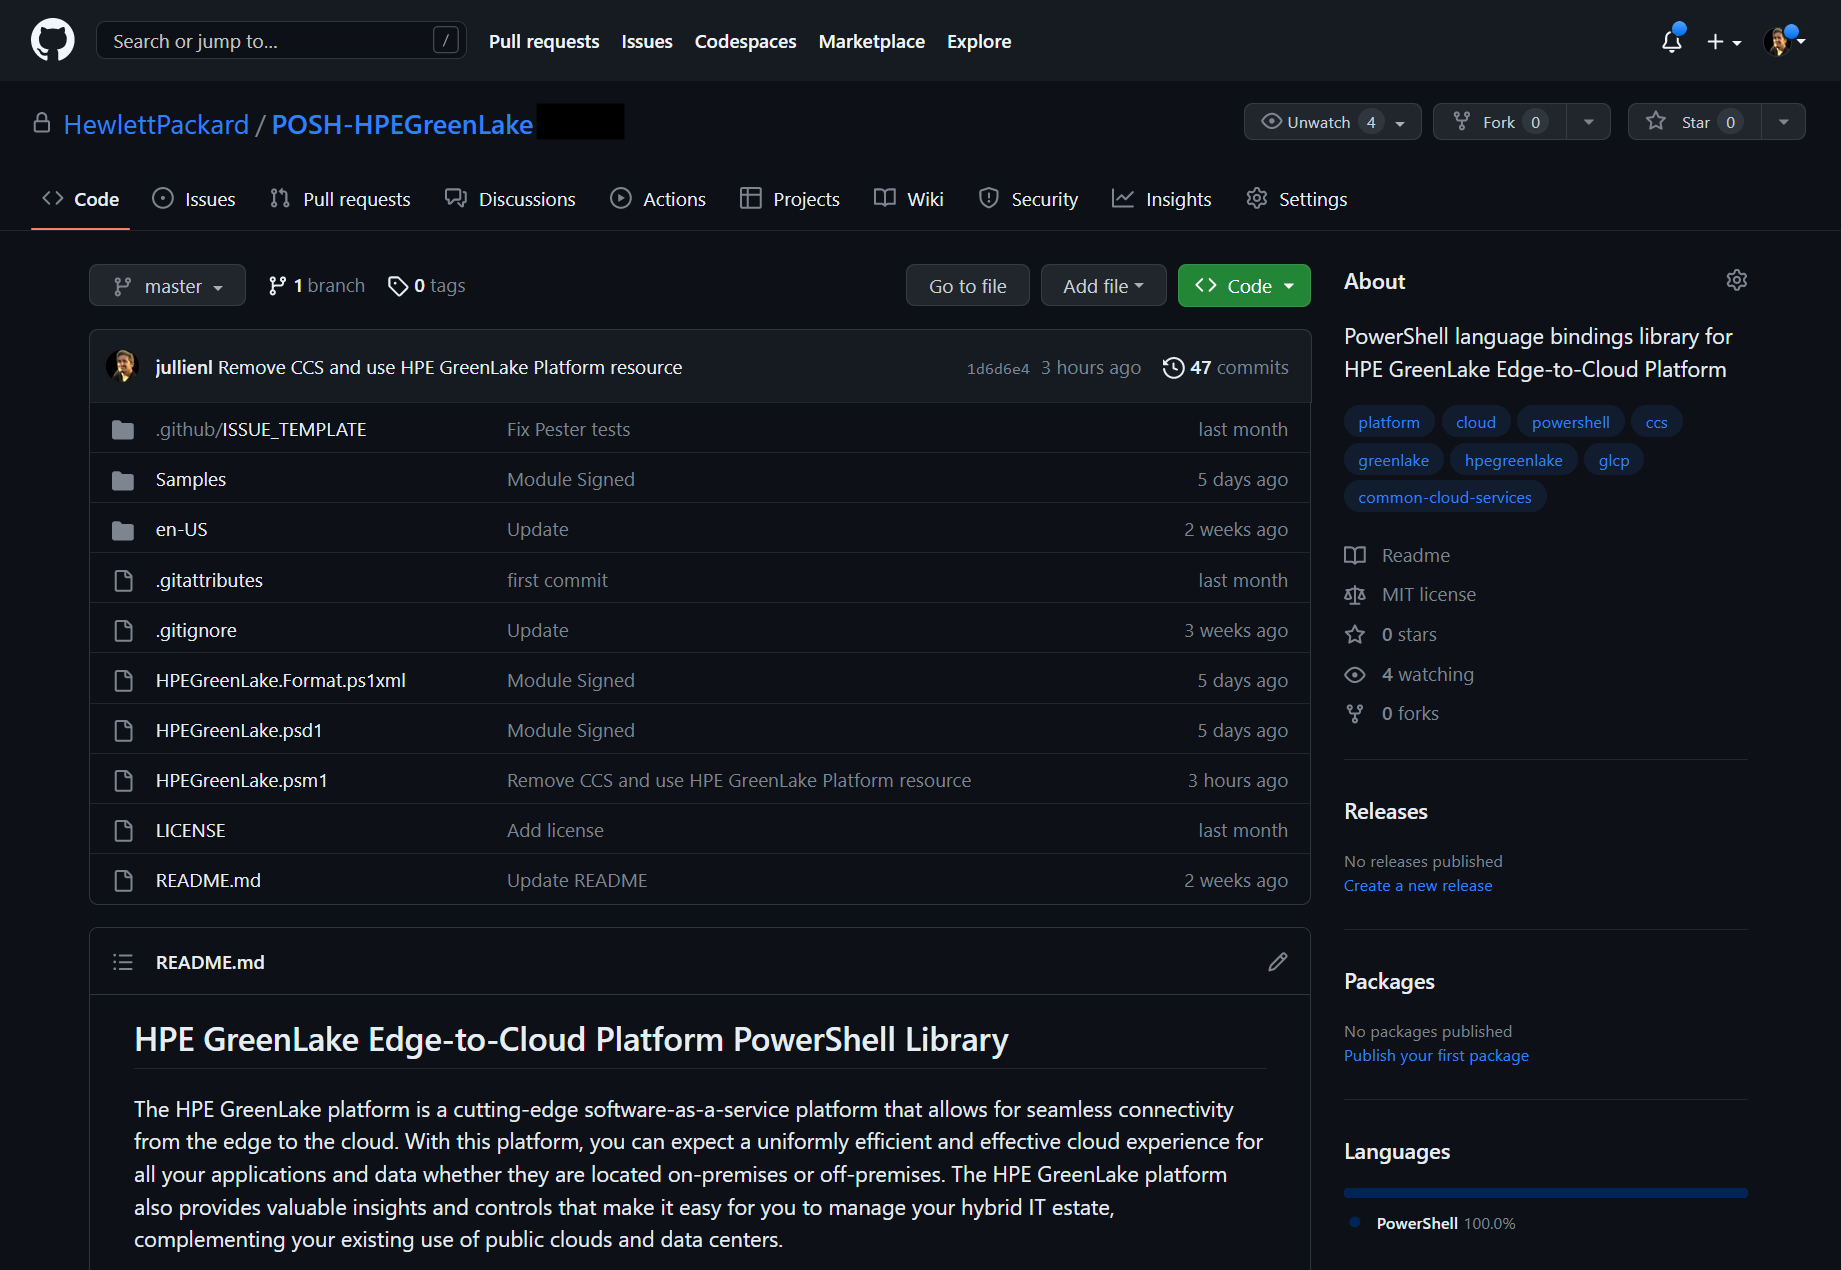 Search or jump to... /
Pull requests Issues Codespaces Marketplace Explore
HewlettPackard / POSH-HPEGreenLake
Unwatch 4 Fork 0 Star 0
Code Issues Pull requests Discussions Actions Projects Wiki Security Insights Settings
master 1 branch 0 tags Go to file Add file Code
jullienl Remove CCS and use HPE GreenLake Platform resource 1d6d6e4 3 hours ago 47 commits
.github/ISSUE_TEMPLATE Fix Pester tests last month
Samples Module Signed 5 days ago
en-US Update 2 weeks ago
.gitattributes first commit last month
.gitignore Update 3 weeks ago
HPEGreenLake.Format.ps1xml Module Signed 5 days ago
HPEGreenLake.psd1 Module Signed 5 days ago
HPEGreenLake.psm1 Remove CCS and use HPE GreenLake Platform resource 3 hours ago
LICENSE Add license last month
README.md Update README 2 weeks ago
README.md
HPE GreenLake Edge-to-Cloud Platform PowerShell Library
The HPE GreenLake platform is a cutting-edge software-as-a-service platform that allows for seamless connectivity
from the edge to the cloud. With this platform, you can expect a uniformly efficient and effective cloud experience for
all your applications and data whether they are located on-premises or off-premises. The HPE GreenLake platform
also provides valuable insights and controls that make it easy for you to manage your hybrid IT estate,
complementing your existing use of public clouds and data centers.
About
PowerShell language bindings library for
HPE GreenLake Edge-to-Cloud Platform
platform cloud powershell ccs
greenlake hpegreenlake glcp
common-cloud-services
Readme
MIT license
0 stars
4 watching
0 forks
Releases
No releases published
Create a new release
Packages
No packages published
Publish your first package
Languages
PowerShell 100.0%